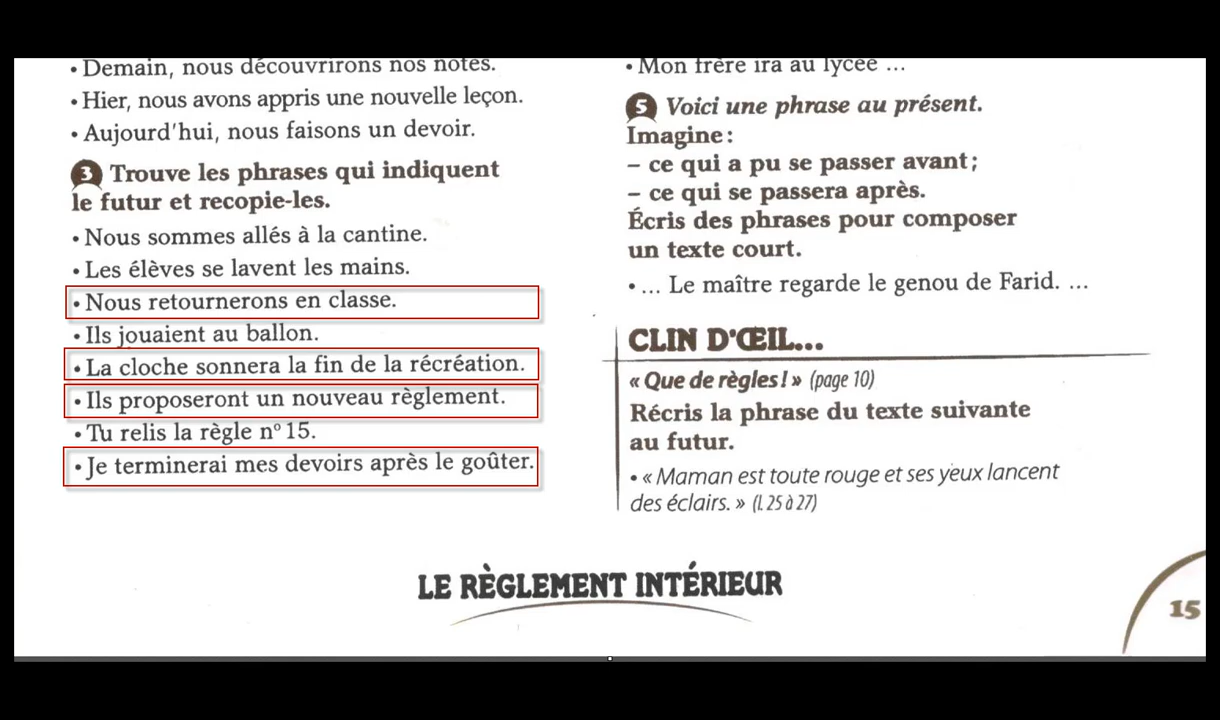 • Demain, nous découvrirons nos notes.
• Hier, nous avons appris une nouvelle leçon.
• Aujourd'hui, nous faisons un devoir.
3 Trouve les phrases qui indiquent
le futur et recopie-les.
• Nous sommes allés à la cantine.
• Les élèves se lavent les mains.
• Nous retournerons en classe.
• Ils jouaient au ballon.
• La cloche sonnera la fin de la récréation.
• Ils proposeront un nouveau règlement.
• Tu relis la règle nº 15.
• Je terminerai mes devoirs après le goûter.
• Mon frère ira au lycée ...
5 Voici une phrase au présent.
Imagine :
– ce qui a pu se passer avant ;
– ce qui se passera après.
Écris des phrases pour composer
un texte court.
• ... Le maître regarde le genou de Farid. ...
CLIN D'ŒIL...
« Que de règles ! » (page 10)
Récris la phrase du texte suivante
au futur.
• « Maman est toute rouge et ses yeux lancent
des éclairs. » (l. 25 à 27)
LE RÈGLEMENT INTÉRIEUR
15